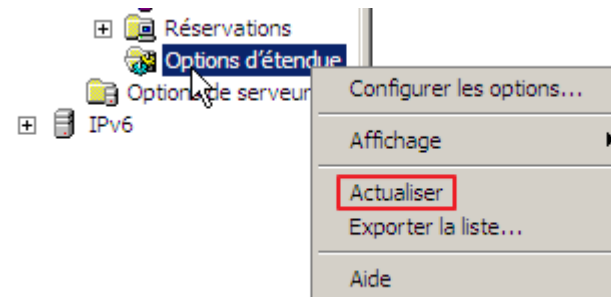 Réservations
Options d'étendue
Options de serveur
IPv6
Configurer les options...
Affichage
Actualiser
Exporter la liste...
Aide